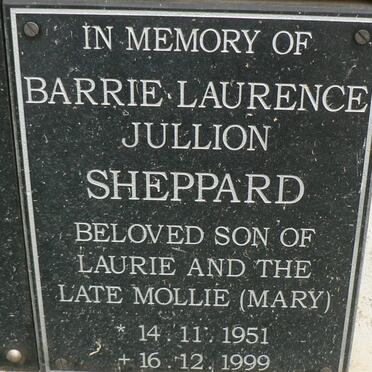 IN MEMORY OF
BARRIE LAURENCE
JULLION
SHEPPARD
BELOVED SON OF
LAURIE AND THE
LATE MOLLIE (MARY)
* 14 . 11 . 1951
+ 16 . 12 . 1999